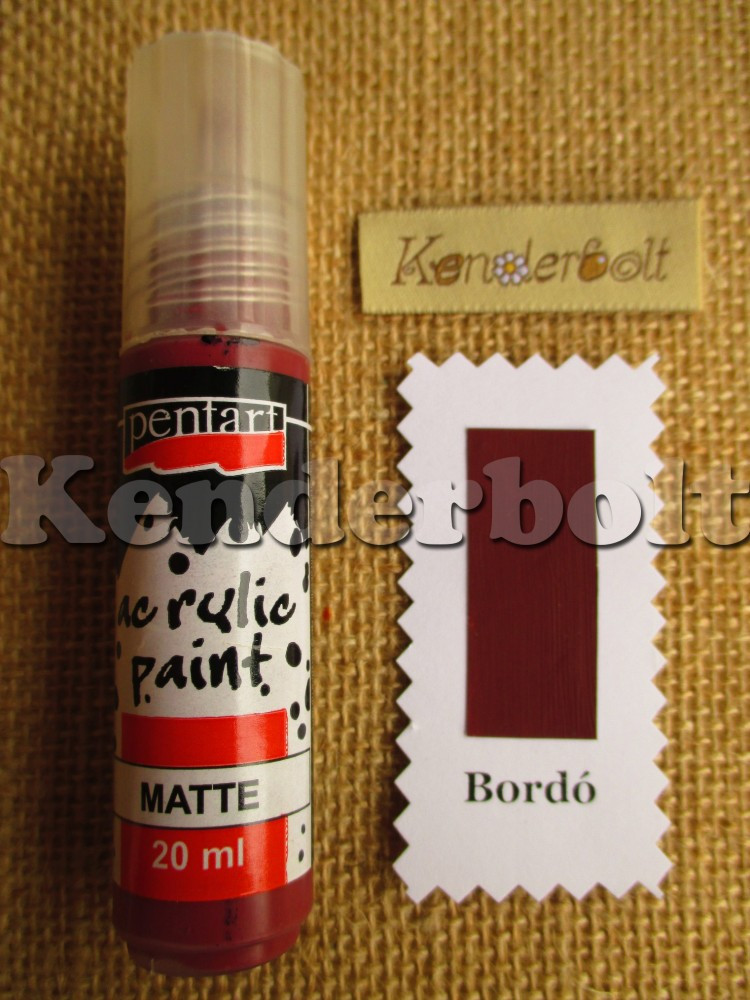 Kenderbolt
pentart
Kenderbolt
acrylic
paint
MATTE
20 ml
Bordó